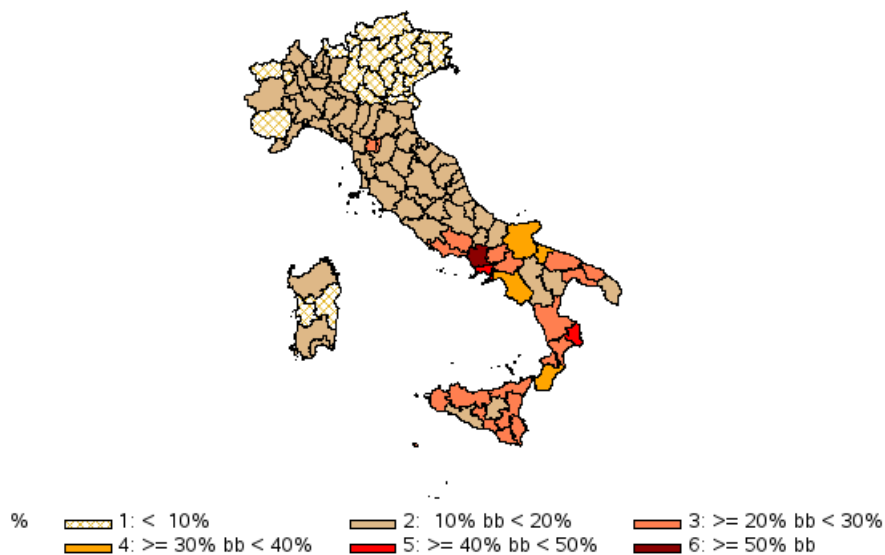 % 1: < 10% 2: 10% bb < 20% 3: >= 20% bb < 30%
4: >= 30% bb < 40% 5: >= 40% bb < 50% 6: >= 50% bb